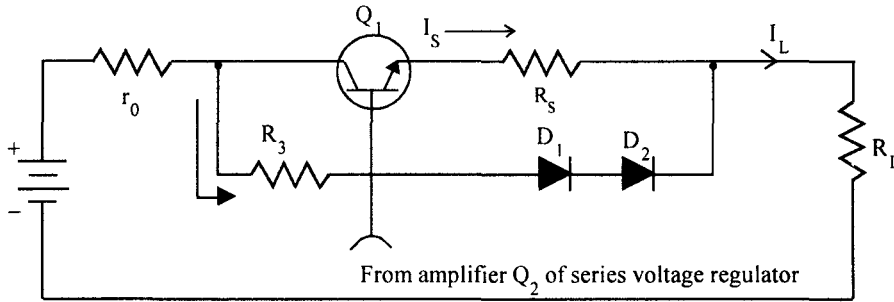 Q1
IS
IL
+
−
r0
RS
R3
D1
D2
RL
From amplifier Q2 of series voltage regulator